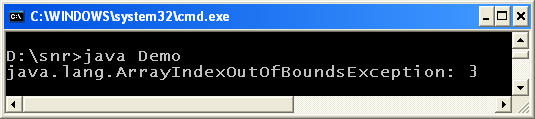 C:\WINDOWS\system32\cmd.exe
D:\snr>java Demo
java.lang.ArrayIndexOutOfBoundsException: 3